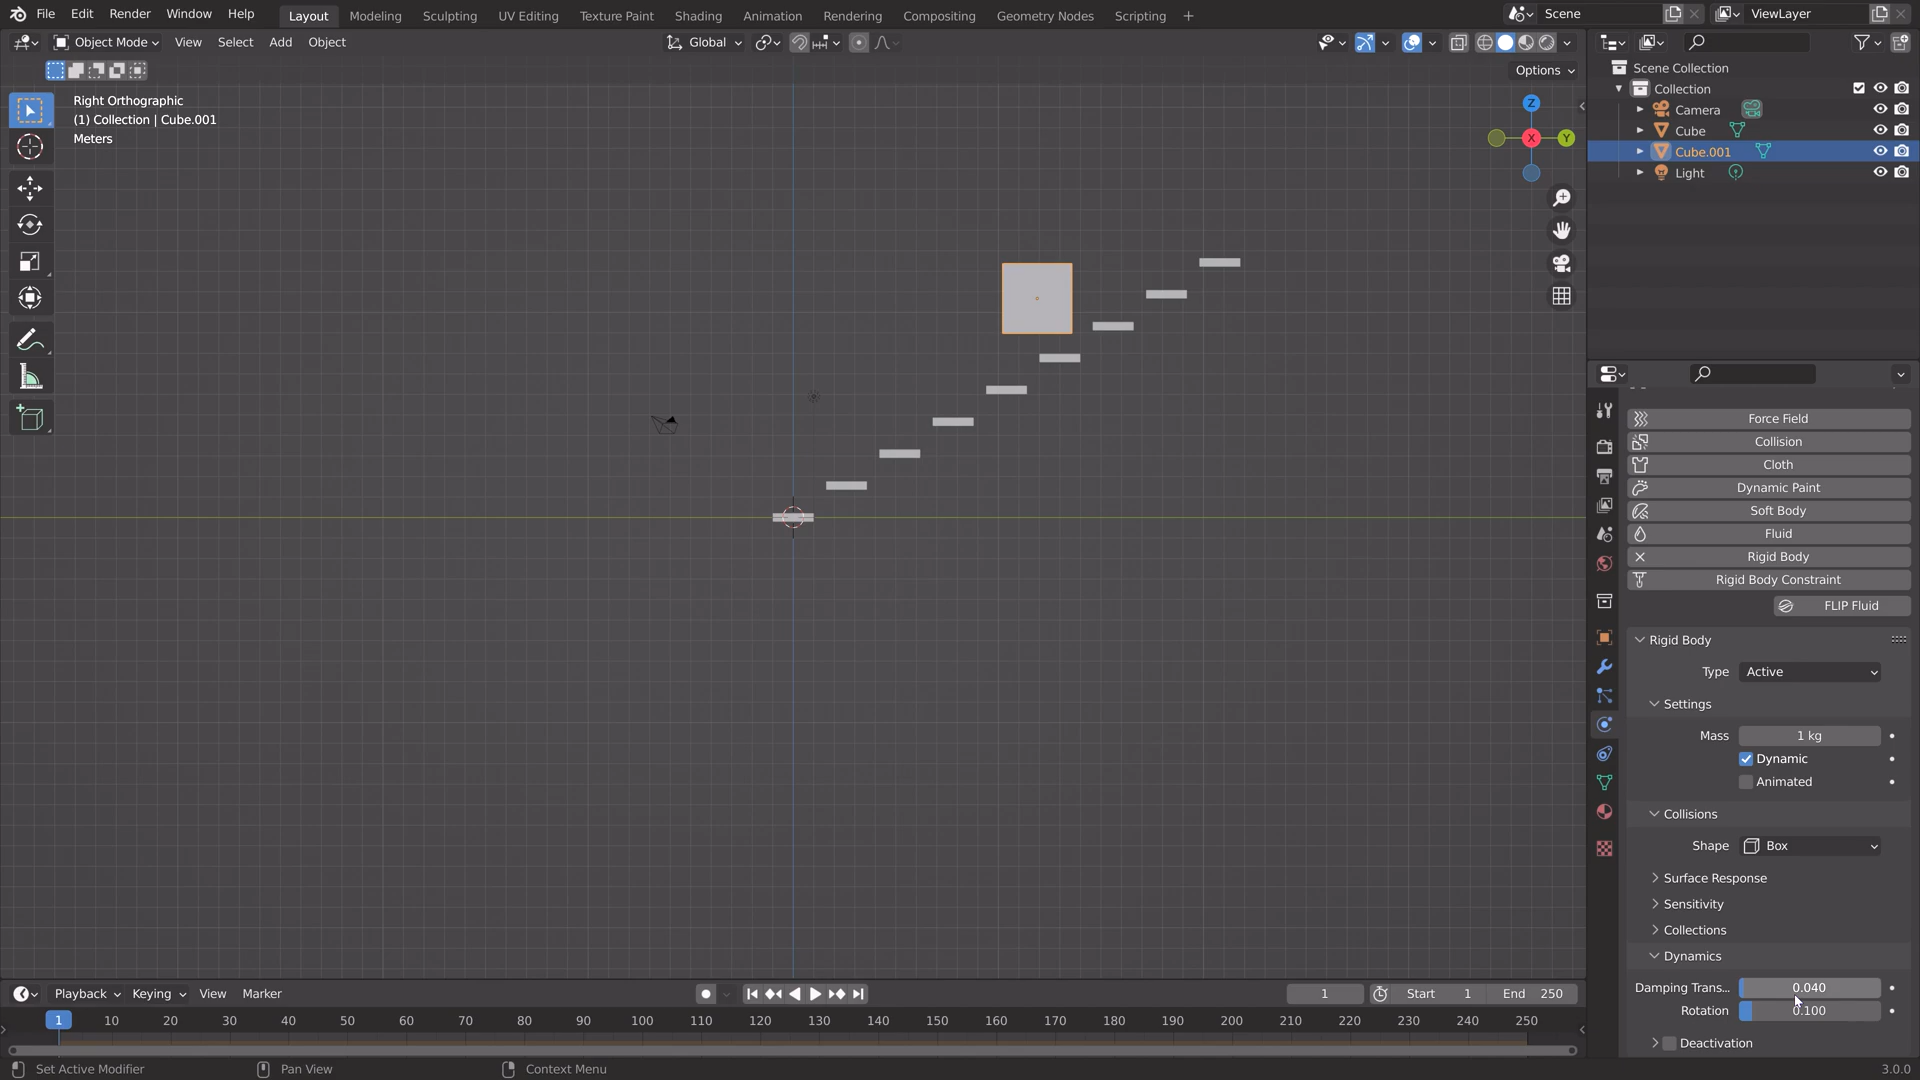 File Edit Render Window Help Layout Modeling Sculpting UV Editing Texture Paint Shading Animation Rendering Compositing Geometry Nodes Scripting + Scene ViewLayer
Object Mode View Select Add Object Global
Options
Right Orthographic
(1) Collection | Cube.001
Meters
Z
X
Y
Scene Collection
Collection
Camera
Cube
Cube.001
Light
Force Field
Collision
Cloth
Dynamic Paint
Soft Body
Fluid
Rigid Body
Rigid Body Constraint
FLIP Fluid
Rigid Body
Type Active
Settings
Mass 1 kg
Dynamic
Animated
Collisions
Shape Box
Surface Response
Sensitivity
Collections
Dynamics
Damping Trans... 0.040
Rotation 0.100
Deactivation
Playback Keying View Marker 1 Start 1 End 250
1 10 20 30 40 50 60 70 80 90 100 110 120 130 140 150 160 170 180 190 200 210 220 230 240 250
Set Active Modifier Pan View Context Menu 3.0.0